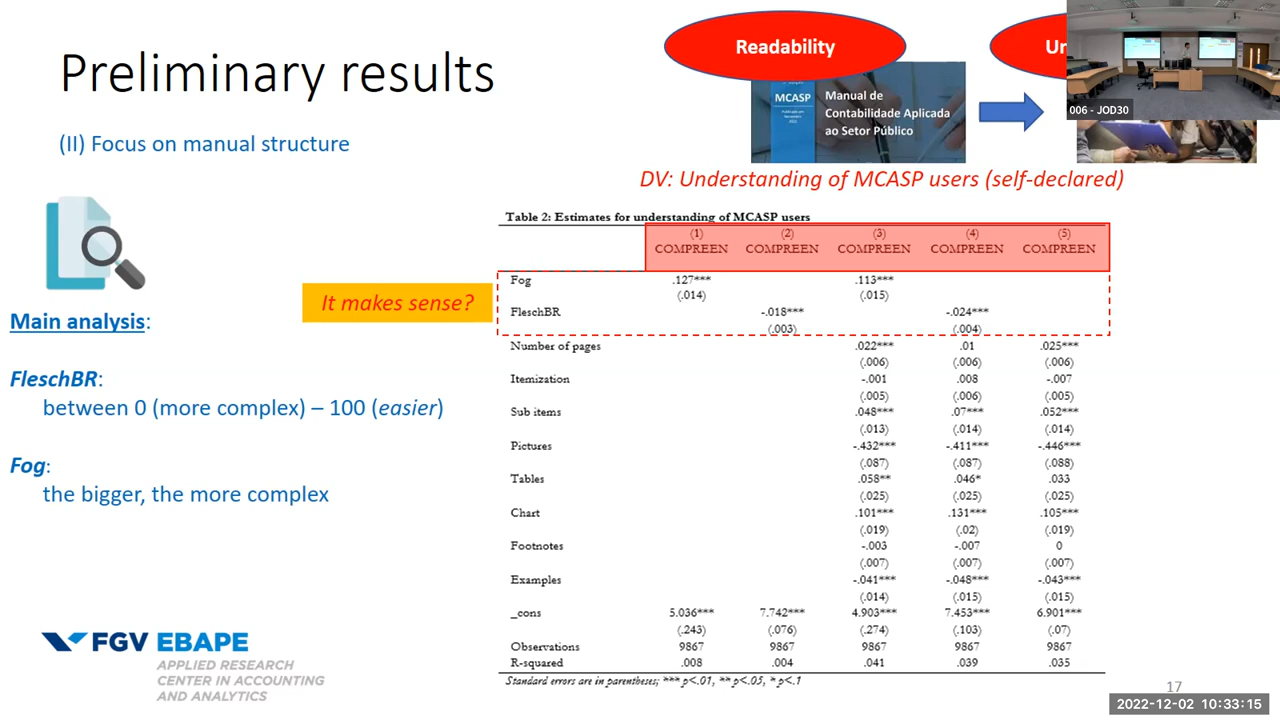 Preliminary results
(II) Focus on manual structure
Readability
Un
006 - JOD30
MCASP
Manual de
Contabilidade Aplicada
ao Setor Público
DV: Understanding of MCASP users (self-declared)
It makes sense?
Main analysis:
FleschBR:
between 0 (more complex) – 100 (easier)
Fog:
the bigger, the more complex
Table 2: Estimates for understanding of MCASP users
(1) (2) (3) (4) (5)
COMPREEN COMPREEN COMPREEN COMPREEN COMPREEN
Fog .127*** .113***
(.014) (.015)
FleschBR -.018*** -.024***
(.003) (.004)
Number of pages .022*** .01 .025***
(.006) (.006) (.006)
Itemization -.001 .008 -.007
(.005) (.006) (.005)
Sub items .048*** .07*** .052***
(.013) (.014) (.014)
Pictures -.432*** -.411*** -.446***
(.087) (.087) (.088)
Tables .058** .046* .033
(.025) (.025) (.025)
Chart .101*** .131*** .105***
(.019) (.02) (.019)
Footnotes -.003 -.007 0
(.007) (.007) (.007)
Examples -.041*** -.048*** -.043***
(.014) (.015) (.015)
_cons 5.036*** 7.742*** 4.903*** 7.453*** 6.901***
(.243) (.076) (.274) (.103) (.07)
Observations 9867 9867 9867 9867 9867
R-squared .008 .004 .041 .039 .035
Standard errors are in parentheses; *** p<.01, ** p<.05, * p<.1
FGV EBAPE
APPLIED RESEARCH
CENTER IN ACCOUNTING
AND ANALYTICS
17
2022-12-02 10:33:15